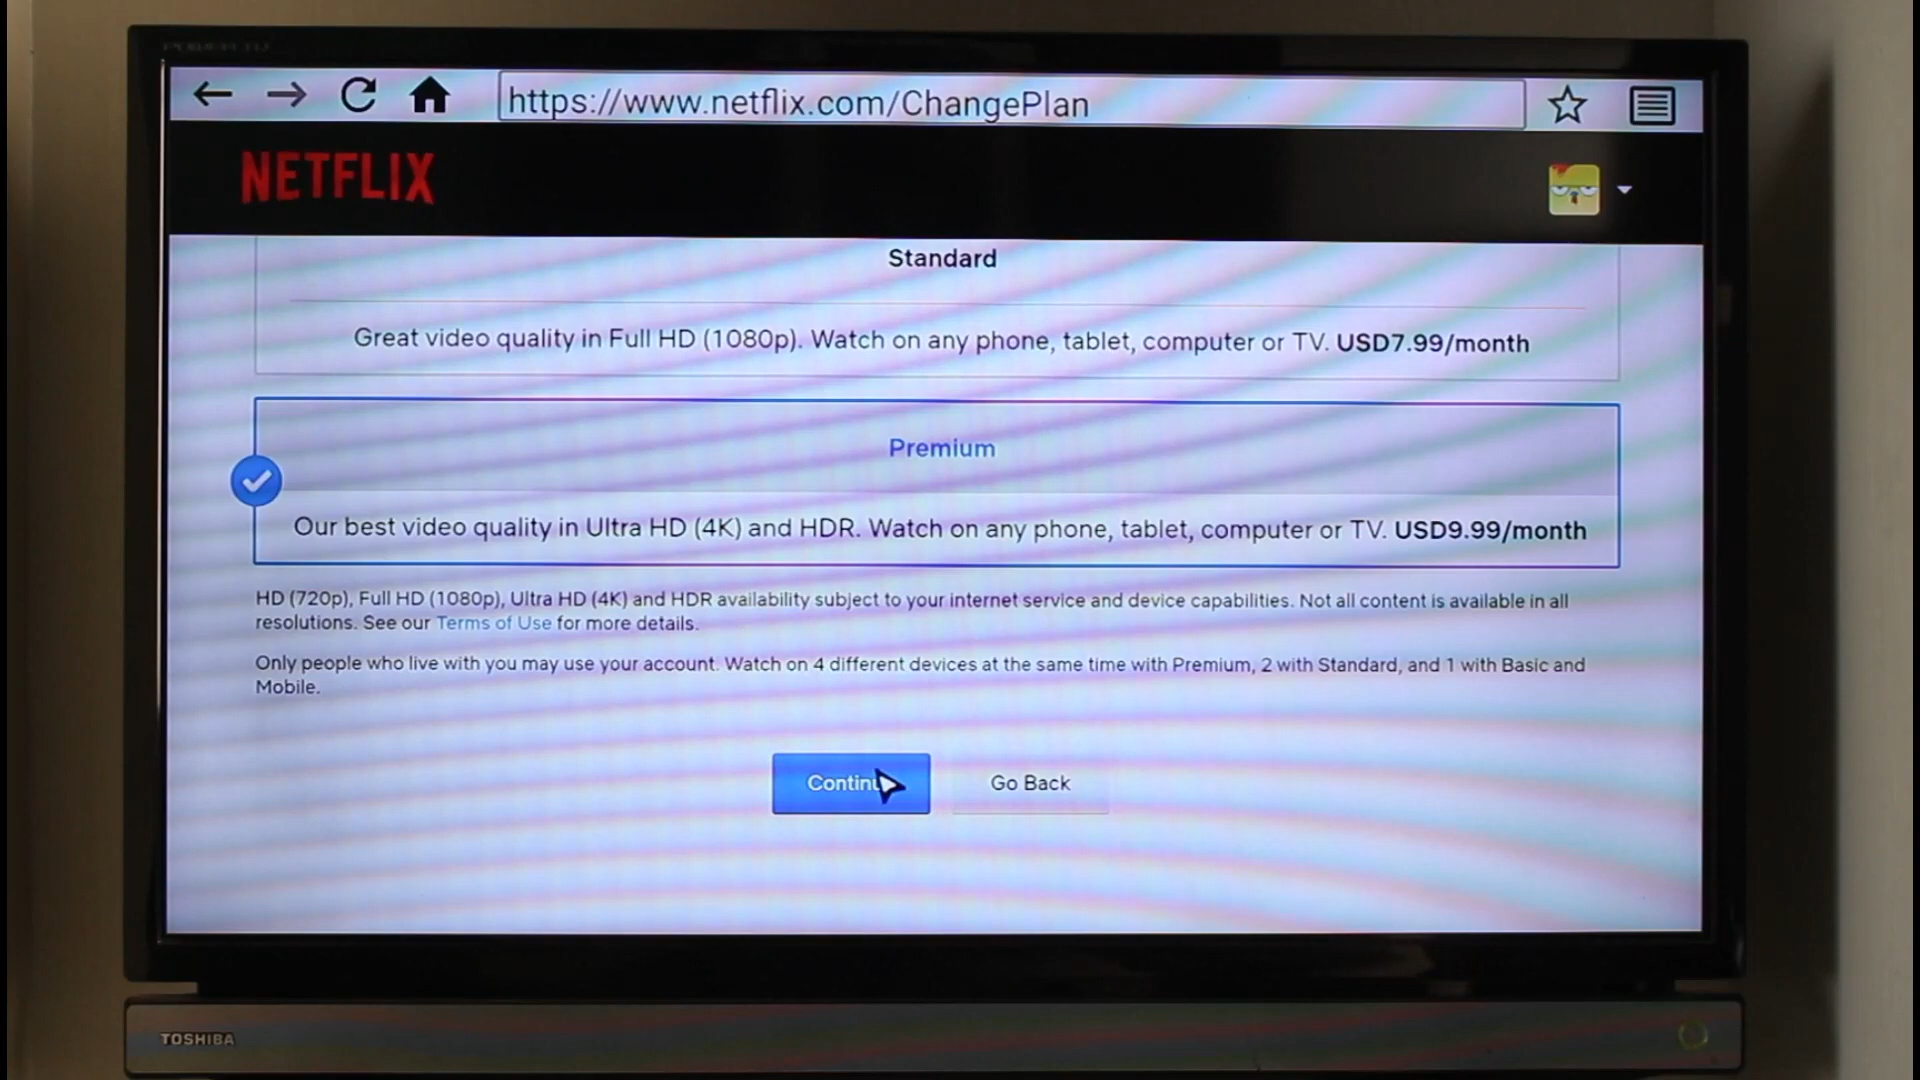 https://www.netflix.com/ChangePlan
NETFLIX
Standard
Great video quality in Full HD (1080p). Watch on any phone, tablet, computer or TV. USD7.99/month
Premium
Our best video quality in Ultra HD (4K) and HDR. Watch on any phone, tablet, computer or TV. USD9.99/month
HD (720p), Full HD (1080p), Ultra HD (4K) and HDR availability subject to your internet service and device capabilities. Not all content is available in all
resolutions. See our Terms of Use for more details.
Only people who live with you may use your account. Watch on 4 different devices at the same time with Premium, 2 with Standard, and 1 with Basic and
Mobile.
Continu
Go Back
TOSHIBA